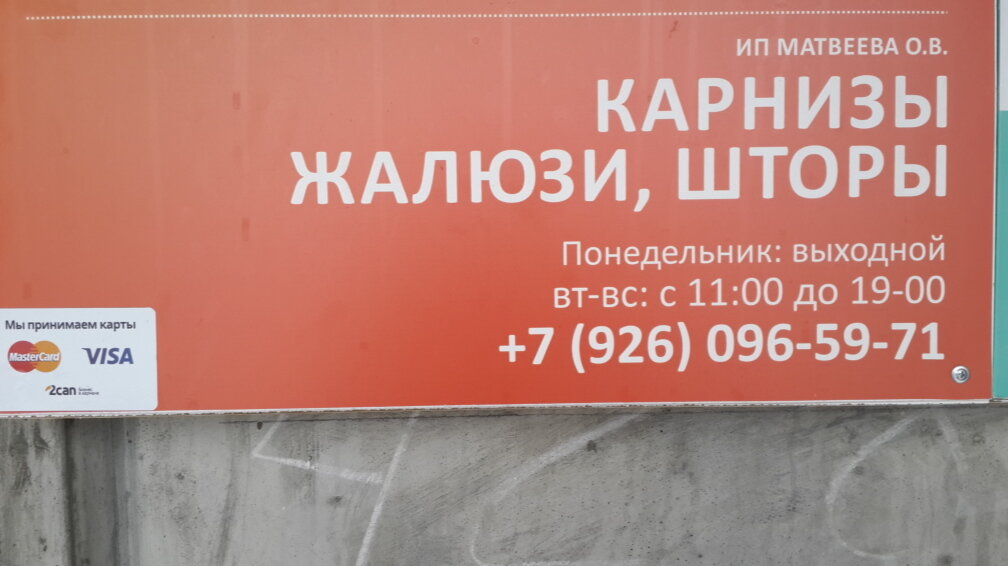 ИП МАТВЕЕВА О.В.
КАРНИЗЫ
ЖАЛЮЗИ, ШТОРЫ
Понедельник: выходной
вт-вс: с 11:00 до 19-00
+7 (926) 096-59-71
Мы принимаем карты
MasterCard VISA
2can